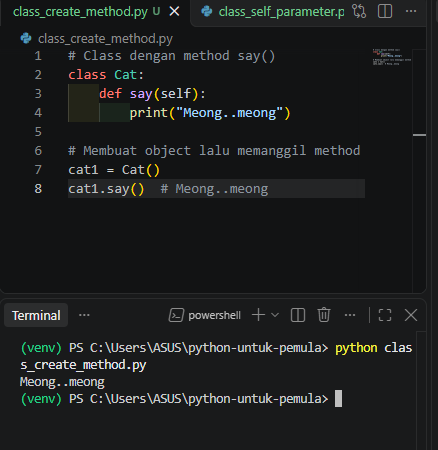 class_create_method.py U
class_self_parameter.p
class_create_method.py
1 # Class dengan method say()
2 class Cat:
3 def say(self):
4 print("Meong..meong")
5
6 # Membuat object lalu memanggil method
7 cat1 = Cat()
8 cat1.say()  # Meong..meong
Terminal
powershell
(venv) PS C:\Users\ASUS\python-untuk-pemula> python clas
s_create_method.py
Meong..meong
(venv) PS C:\Users\ASUS\python-untuk-pemula>